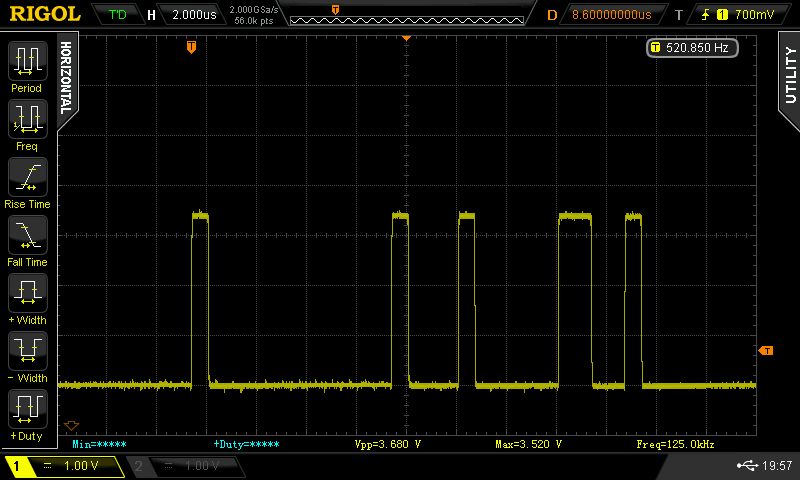 RIGOL T'D H 2.000us 2.000GSa/s 56.0k pts D 8.60000000us T 1 700mV
T 520.850 Hz
HORIZONTAL
UTILITY
Period
Freq
Rise Time
Fall Time
+ Width
- Width
+Duty
T
T
T
Min=***** +Duty=***** Vpp=3.680 V Max=3.520 V Freq=125.0kHz
1 1.00 V 2 1.00 V 19:57